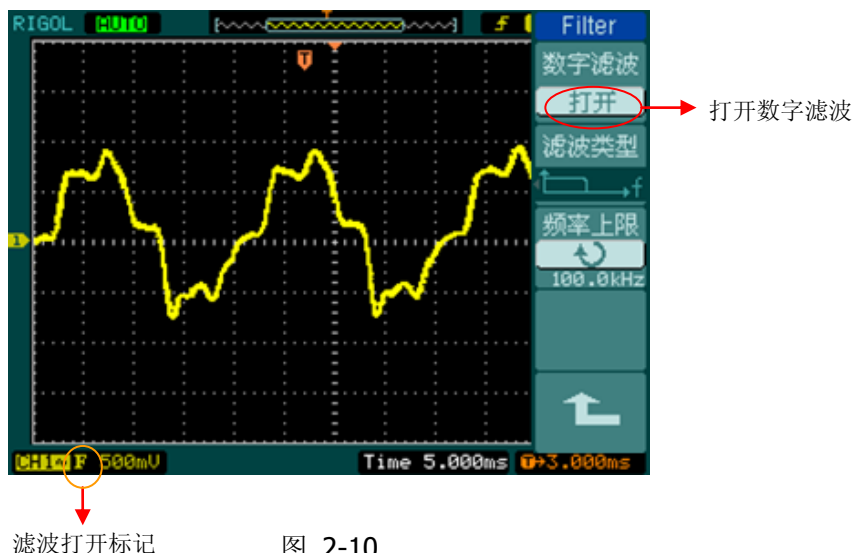 RIGOL AUTO
Filter
数字滤波
打开
打开数字滤波
滤波类型
f
频率上限
100.0kHz
T
1
CH1 F 500mV Time 5.000ms T→3.000ms
滤波打开标记
图 2-10